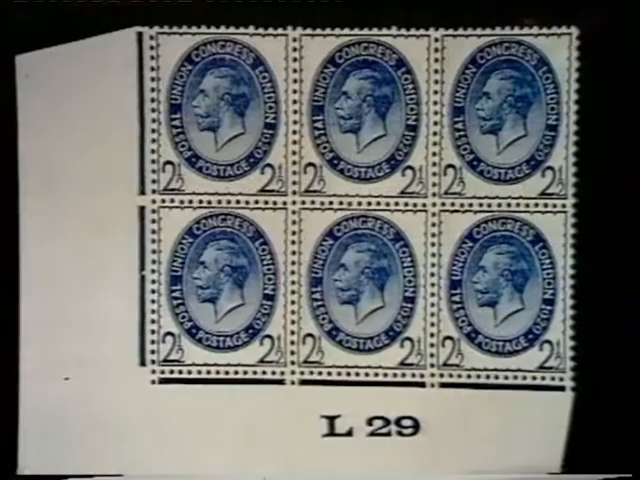 POSTAL UNION CONGRESS LONDON 1929
· POSTAGE ·
2½ 2½
POSTAL UNION CONGRESS LONDON 1929
· POSTAGE ·
2½ 2½
POSTAL UNION CONGRESS LONDON 1929
· POSTAGE ·
2½ 2½
POSTAL UNION CONGRESS LONDON 1929
· POSTAGE ·
2½ 2½
POSTAL UNION CONGRESS LONDON 1929
· POSTAGE ·
2½ 2½
POSTAL UNION CONGRESS LONDON 1929
· POSTAGE ·
2½ 2½
L 29